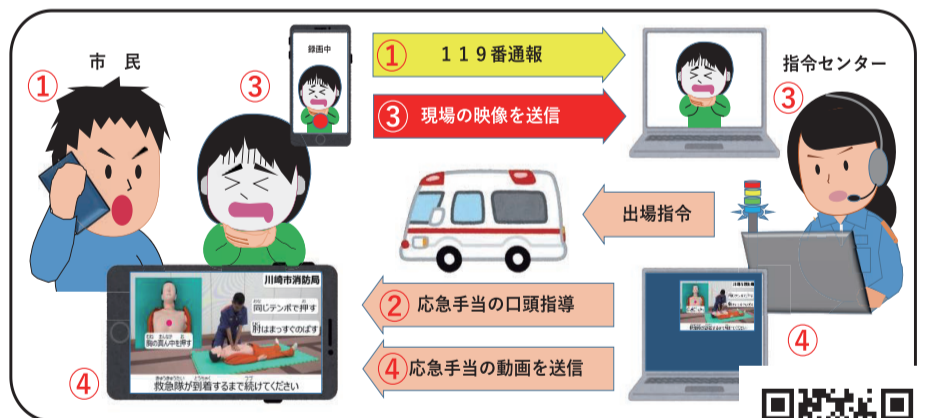 市 民
①
③
録画中
① 119番通報
③ 現場の映像を送信
指令センター
③
出場指令
② 応急手当の口頭指導
④ 応急手当の動画を送信
④
④
川崎市消防局
同じテンポで押す
肘はまっすぐのばす
胸の真ん中を押す
救急隊が到着するまで続けてください